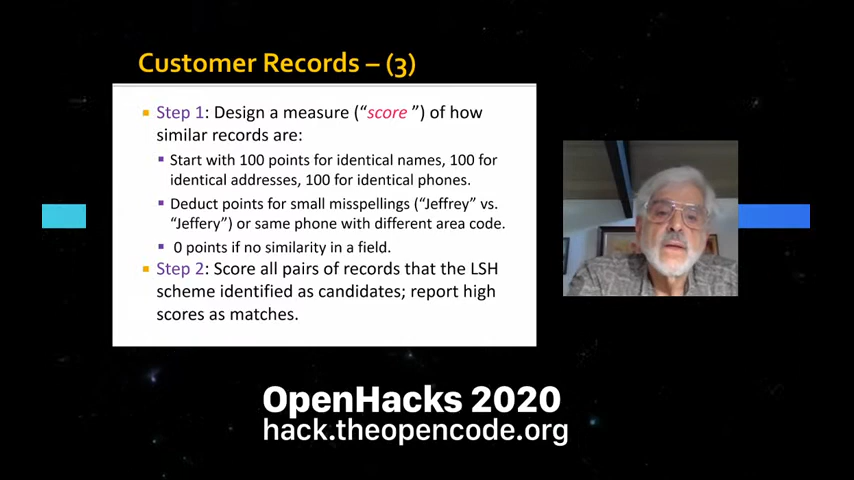 Customer Records – (3)
Step 1: Design a measure (“score”) of how
similar records are:
Start with 100 points for identical names, 100 for
identical addresses, 100 for identical phones.
Deduct points for small misspellings (“Jeffrey” vs.
“Jeffery”) or same phone with different area code.
0 points if no similarity in a field.
Step 2: Score all pairs of records that the LSH
scheme identified as candidates; report high
scores as matches.
OpenHacks 2020
hack.theopencode.org